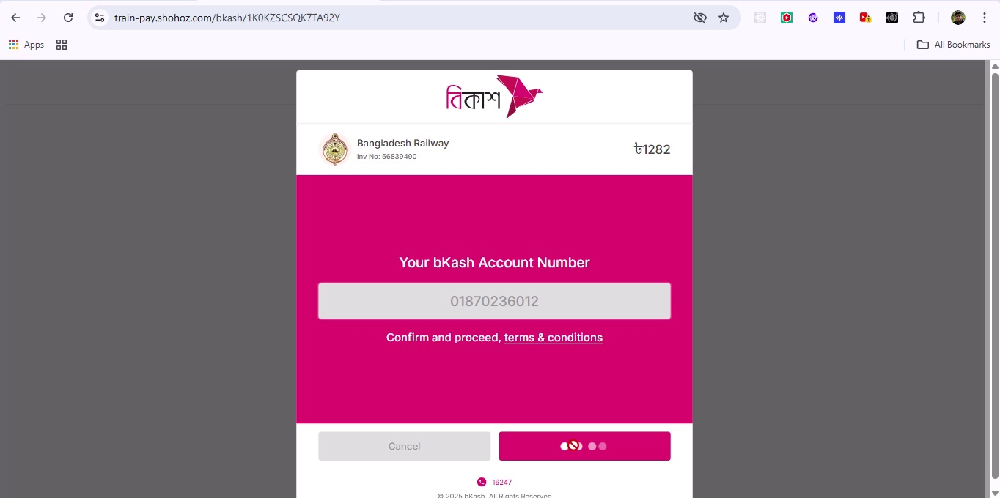 train-pay.shohoz.com/bkash/1K0KZSCSQK7TA92Y
Apps
All Bookmarks
বিকাশ
Bangladesh Railway
Inv No: 56839490
৳1282
Your bKash Account Number
01870236012
Confirm and proceed, terms & conditions
Cancel
16247
© 2025 bKash, All Rights Reserved